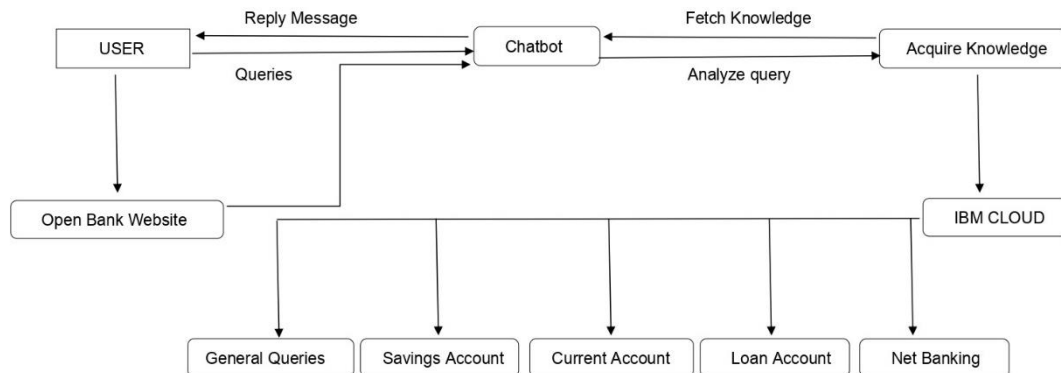 Reply Message
Fetch Knowledge
USER
Chatbot
Acquire Knowledge
Queries
Analyze query
Open Bank Website
IBM CLOUD
General Queries
Savings Account
Current Account
Loan Account
Net Banking